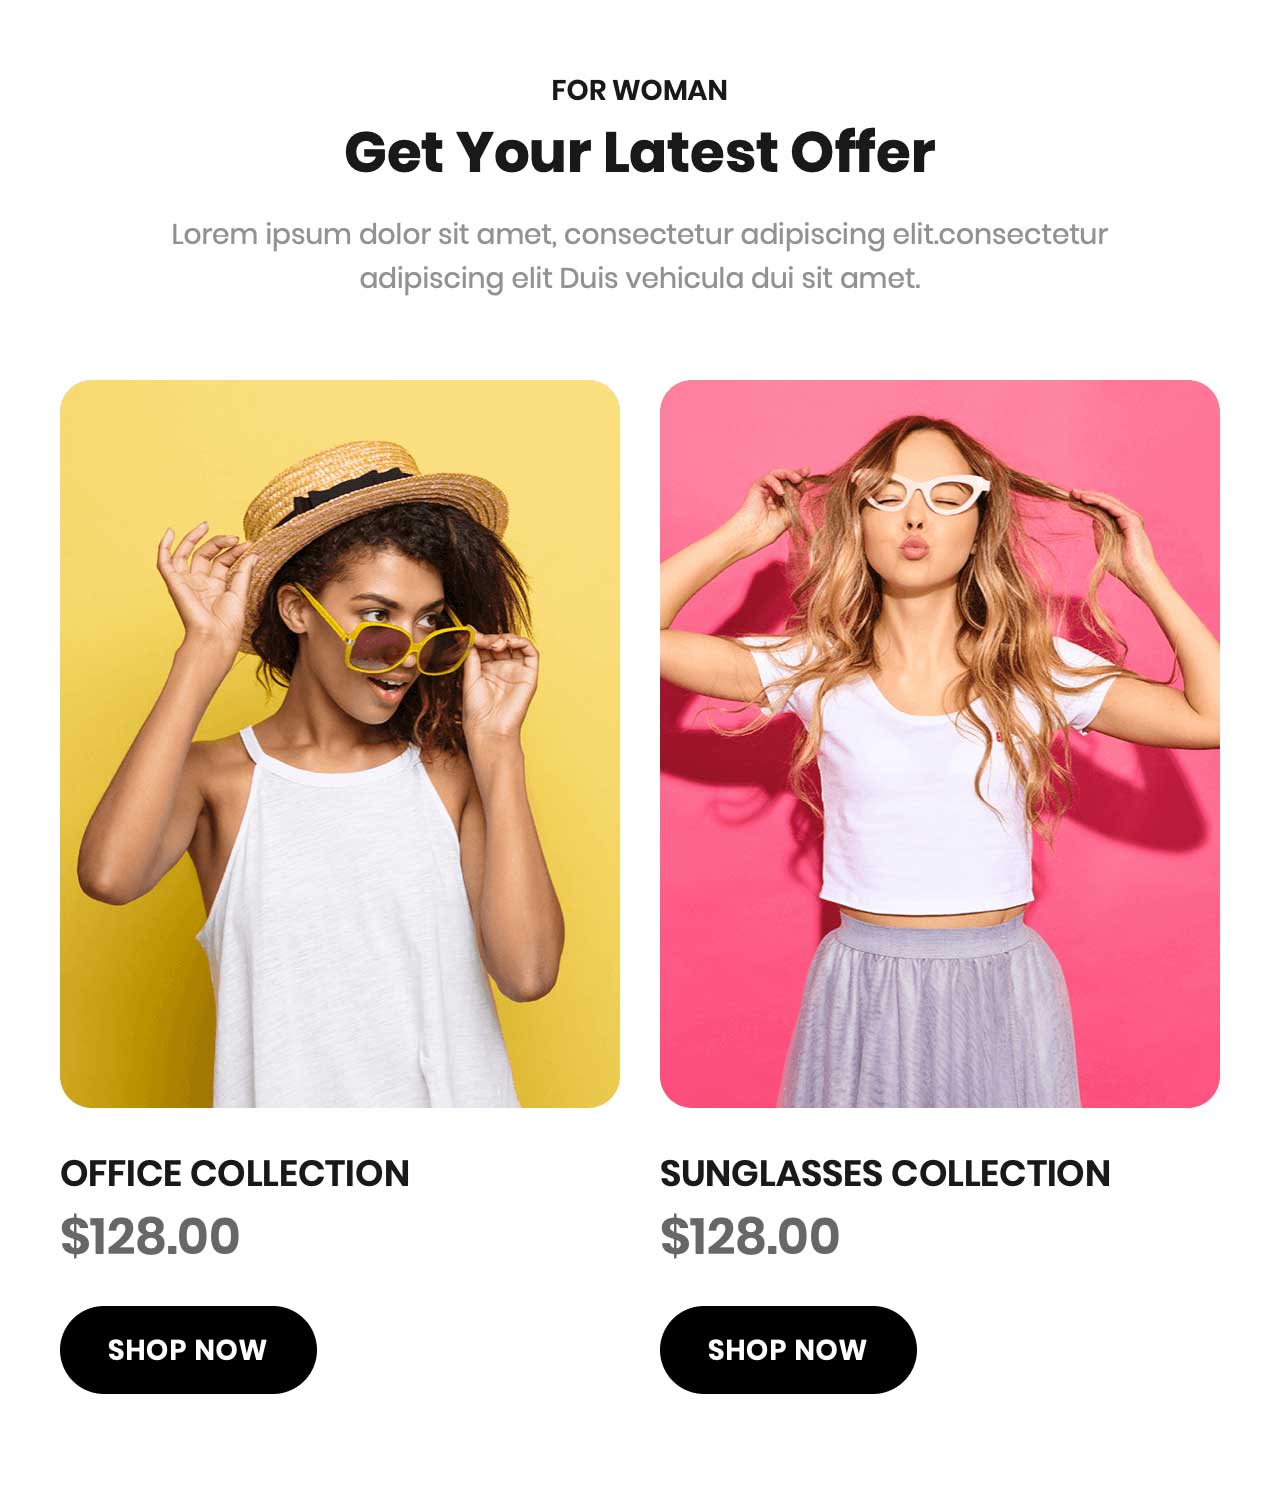 FOR WOMAN
Get Your Latest Offer
Lorem ipsum dolor sit amet, consectetur adipiscing elit.consectetur
adipiscing elit Duis vehicula dui sit amet.
OFFICE COLLECTION
$128.00
SHOP NOW
SUNGLASSES COLLECTION
$128.00
SHOP NOW